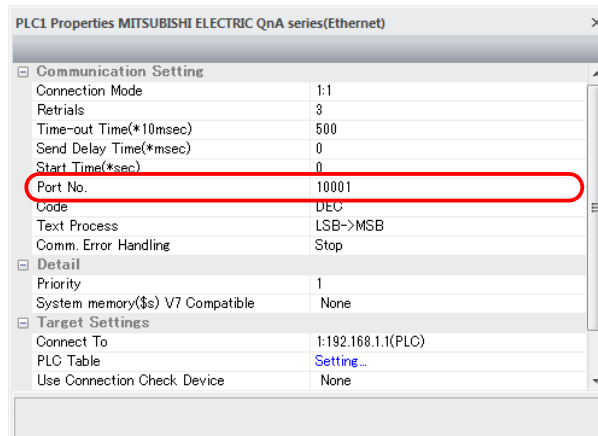 PLC1 Properties MITSUBISHI ELECTRIC QnA series(Ethernet)
Communication Setting
Connection Mode 1:1
Retrials 3
Time-out Time(*10msec) 500
Send Delay Time(*msec) 0
Start Time(*sec) 0
Port No. 10001
Code DEC
Text Process LSB->MSB
Comm. Error Handling Stop
Detail
Priority 1
System memory($s) V7 Compatible None
Target Settings
Connect To 1:192.168.1.1(PLC)
PLC Table Setting...
Use Connection Check Device None